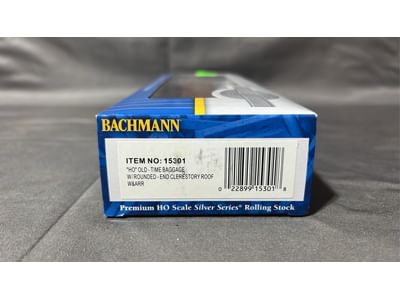 BACHMANN
ITEM NO: 15301
"HO" OLD - TIME BAGGAGE
W/ ROUNDED - END CLERESTORY ROOF
W&ARR
0 22899 15301 8
Premium HO Scale Silver Series® Rolling Stock